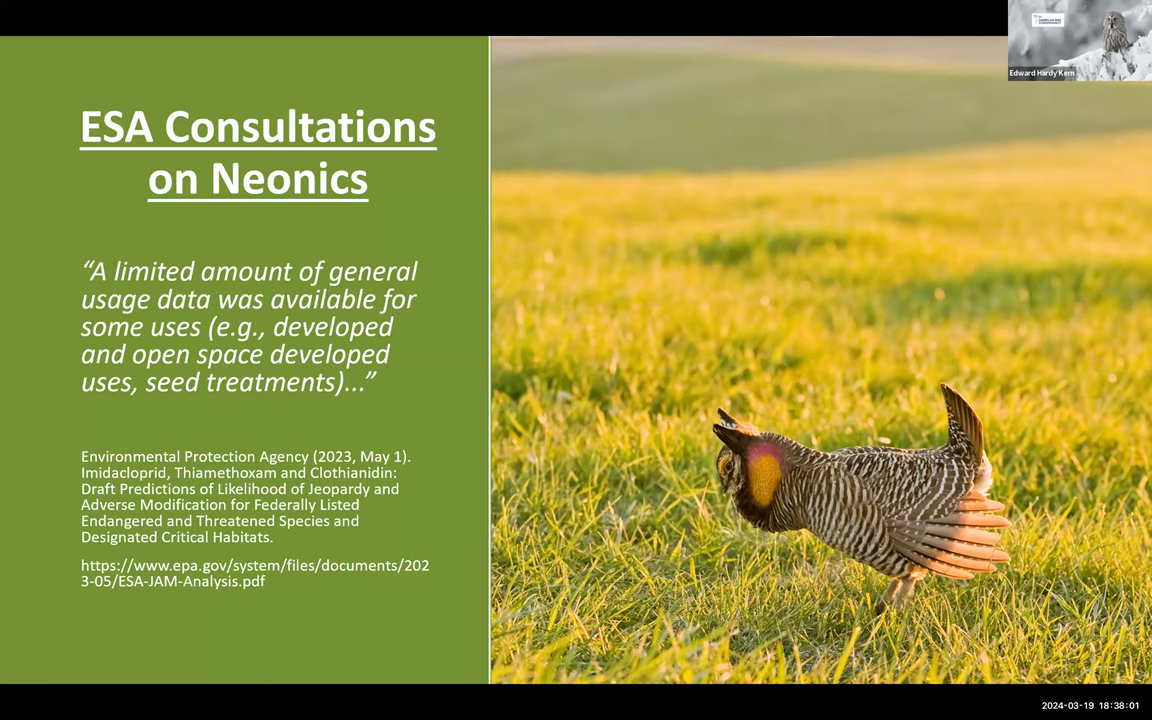 ESA Consultations
on Neonics
“A limited amount of general
usage data was available for
some uses (e.g., developed
and open space developed
uses, seed treatments)...”
Environmental Protection Agency (2023, May 1).
Imidacloprid, Thiamethoxam and Clothianidin:
Draft Predictions of Likelihood of Jeopardy and
Adverse Modification for Federally Listed
Endangered and Threatened Species and
Designated Critical Habitats.
https://www.epa.gov/system/files/documents/202
3-05/ESA-JAM-Analysis.pdf
AMERICAN BIRD
CONSERVANCY
Edward Hardy Kern
2024-03-19 18:38:01